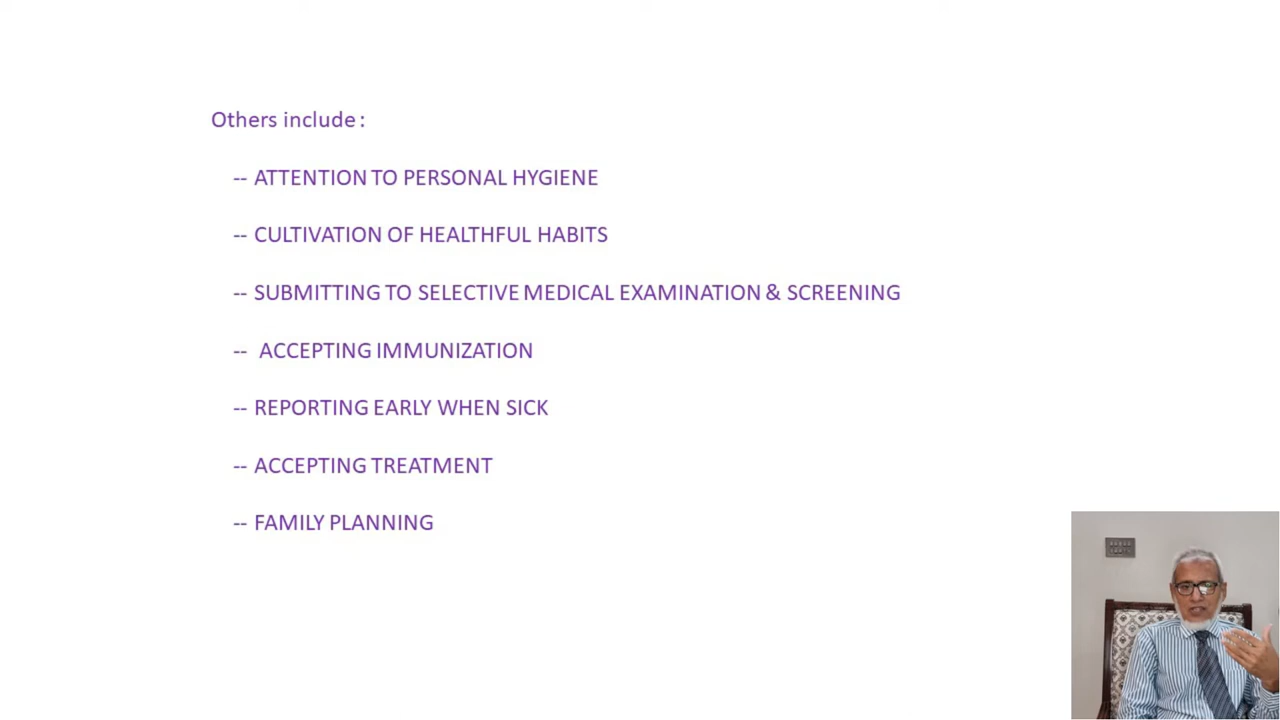 Others include :
-- ATTENTION TO PERSONAL HYGIENE
-- CULTIVATION OF HEALTHFUL HABITS
-- SUBMITTING TO SELECTIVE MEDICAL EXAMINATION & SCREENING
-- ACCEPTING IMMUNIZATION
-- REPORTING EARLY WHEN SICK
-- ACCEPTING TREATMENT
-- FAMILY PLANNING